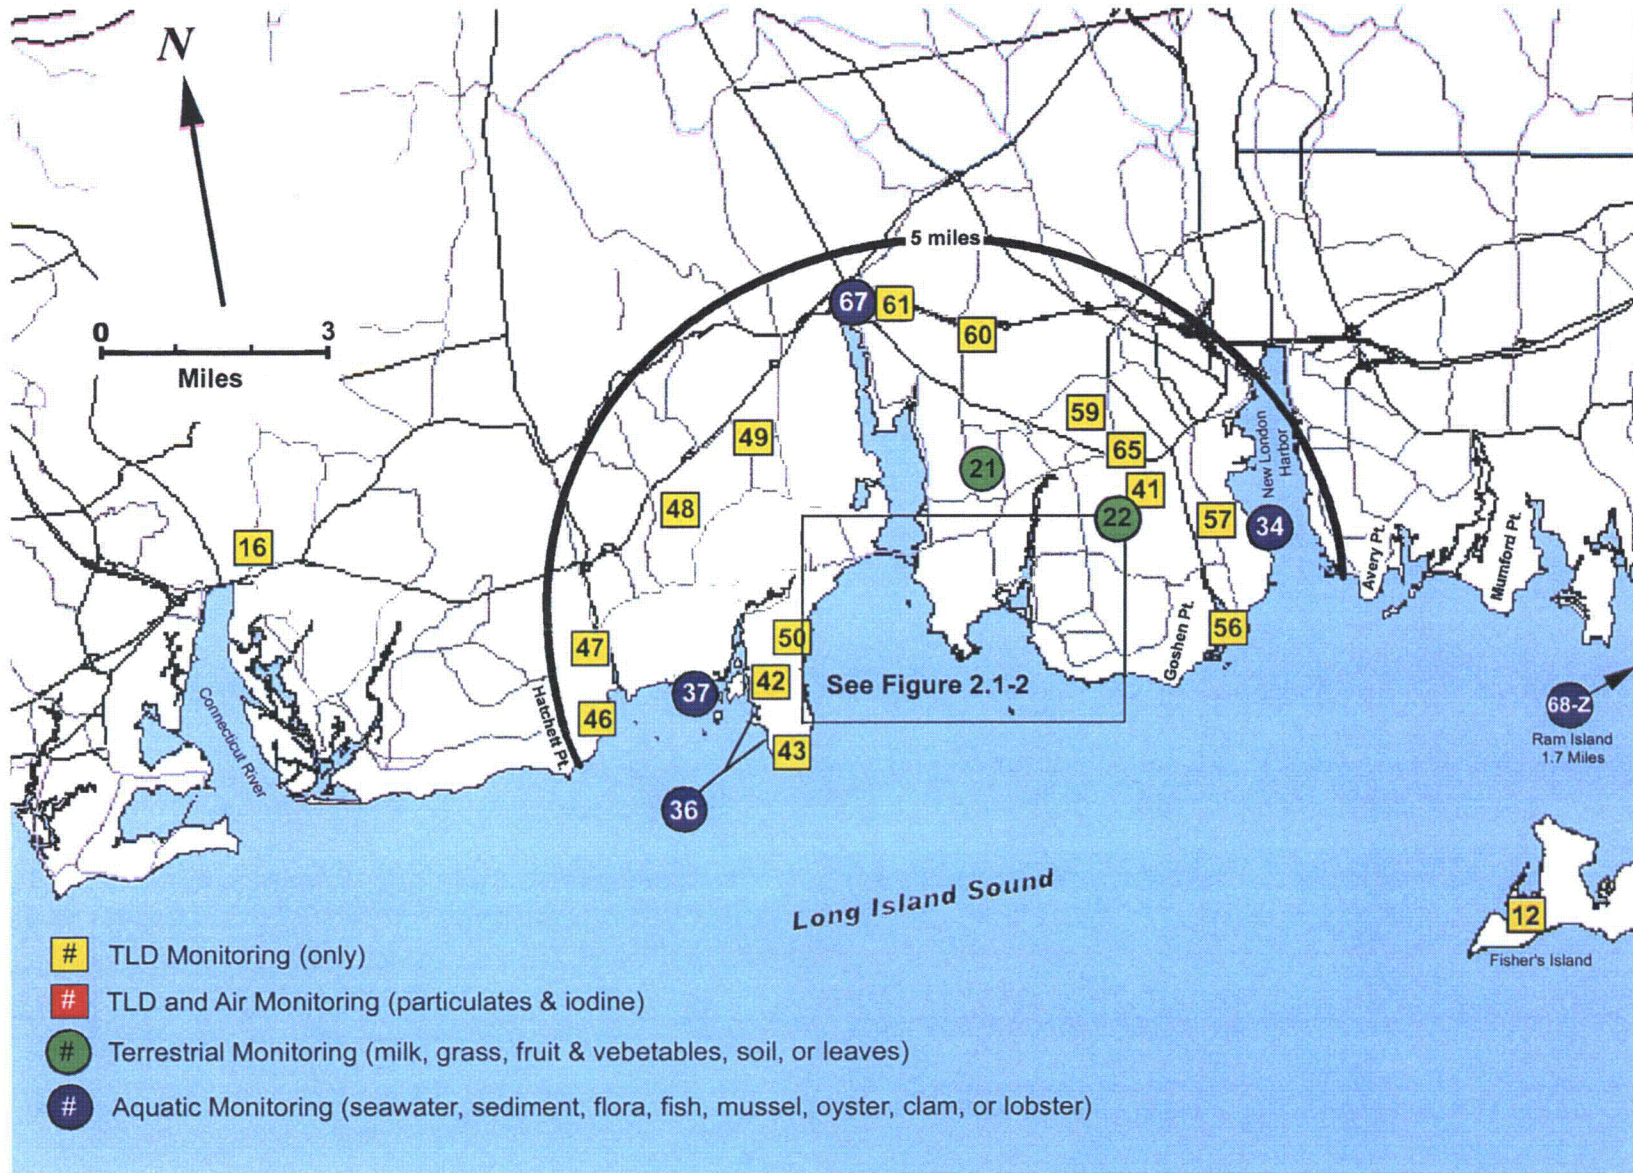 N
0 3
Miles
5 miles
67
61
60
59
49
65
21
41
48
22
57
34
New London
Harbor
16
Avery Pt.
Mumford Pt.
47
50
56
Goshen Pt.
42
37
See Figure 2.1-2
46
43
Hatchett Pt.
Connecticut River
36
68-Z
Ram Island
1.7 Miles
Long Island Sound
12
Fisher's Island
# TLD Monitoring (only)
# TLD and Air Monitoring (particulates & iodine)
# Terrestrial Monitoring (milk, grass, fruit & vebetables, soil, or leaves)
# Aquatic Monitoring (seawater, sediment, flora, fish, mussel, oyster, clam, or lobster)